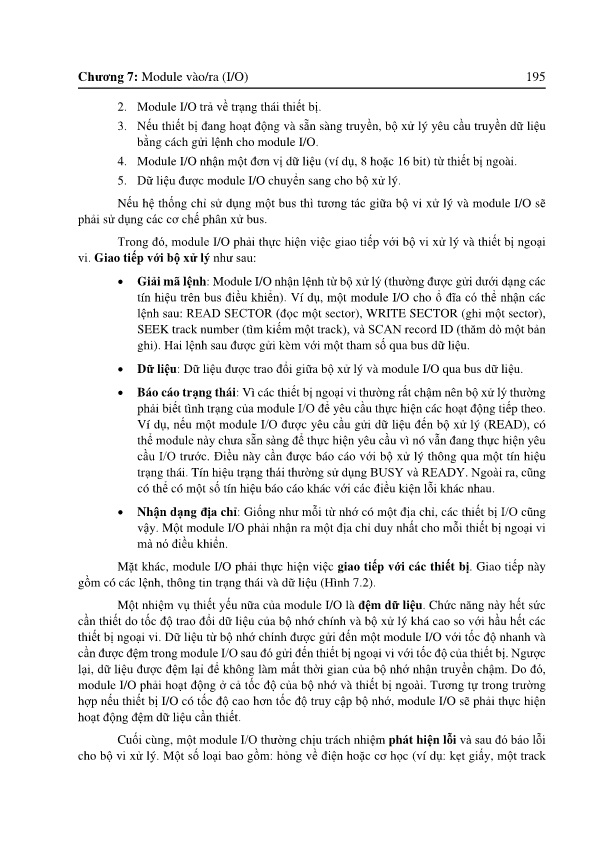 Chương 7: Module vào/ra (I/O) 195
2. Module I/O trả về trạng thái thiết bị.
3. Nếu thiết bị đang hoạt động và sẵn sàng truyền, bộ xử lý yêu cầu truyền dữ liệu
bằng cách gửi lệnh cho module I/O.
4. Module I/O nhận một đơn vị dữ liệu (ví dụ, 8 hoặc 16 bit) từ thiết bị ngoài.
5. Dữ liệu được module I/O chuyển sang cho bộ xử lý.
Nếu hệ thống chỉ sử dụng một bus thì tương tác giữa bộ vi xử lý và module I/O sẽ
phải sử dụng các cơ chế phân xử bus.
Trong đó, module I/O phải thực hiện việc giao tiếp với bộ vi xử lý và thiết bị ngoại
vi. Giao tiếp với bộ xử lý như sau:
• Giải mã lệnh: Module I/O nhận lệnh từ bộ xử lý (thường được gửi dưới dạng các
tín hiệu trên bus điều khiển). Ví dụ, một module I/O cho ổ đĩa có thể nhận các
lệnh sau: READ SECTOR (đọc một sector), WRITE SECTOR (ghi một sector),
SEEK track number (tìm kiếm một track), và SCAN record ID (thăm dò một bản
ghi). Hai lệnh sau được gửi kèm với một tham số qua bus dữ liệu.
• Dữ liệu: Dữ liệu được trao đổi giữa bộ xử lý và module I/O qua bus dữ liệu.
• Báo cáo trạng thái: Vì các thiết bị ngoại vi thường rất chậm nên bộ xử lý thường
phải biết tình trạng của module I/O để yêu cầu thực hiện các hoạt động tiếp theo.
Ví dụ, nếu một module I/O được yêu cầu gửi dữ liệu đến bộ xử lý (READ), có
thể module này chưa sẵn sàng để thực hiện yêu cầu vì nó vẫn đang thực hiện yêu
cầu I/O trước. Điều này cần được báo cáo với bộ xử lý thông qua một tín hiệu
trạng thái. Tín hiệu trạng thái thường sử dụng BUSY và READY. Ngoài ra, cũng
có thể có một số tín hiệu báo cáo khác với các điều kiện lỗi khác nhau.
• Nhận dạng địa chỉ: Giống như mỗi từ nhớ có một địa chỉ, các thiết bị I/O cũng
vậy. Một module I/O phải nhận ra một địa chỉ duy nhất cho mỗi thiết bị ngoại vi
mà nó điều khiển.
Mặt khác, module I/O phải thực hiện việc giao tiếp với các thiết bị. Giao tiếp này
gồm có các lệnh, thông tin trạng thái và dữ liệu (Hình 7.2).
Một nhiệm vụ thiết yếu nữa của module I/O là đệm dữ liệu. Chức năng này hết sức
cần thiết do tốc độ trao đổi dữ liệu của bộ nhớ chính và bộ xử lý khá cao so với hầu hết các
thiết bị ngoại vi. Dữ liệu từ bộ nhớ chính được gửi đến một module I/O với tốc độ nhanh và
cần được đệm trong module I/O sau đó gửi đến thiết bị ngoại vi với tốc độ của thiết bị. Ngược
lại, dữ liệu được đệm lại để không làm mất thời gian của bộ nhớ nhận truyền chậm. Do đó,
module I/O phải hoạt động ở cả tốc độ của bộ nhớ và thiết bị ngoài. Tương tự trong trường
hợp nếu thiết bị I/O có tốc độ cao hơn tốc độ truy cập bộ nhớ, module I/O sẽ phải thực hiện
hoạt động đệm dữ liệu cần thiết.
Cuối cùng, một module I/O thường chịu trách nhiệm phát hiện lỗi và sau đó báo lỗi
cho bộ vi xử lý. Một số loại bao gồm: hỏng về điện hoặc cơ học (ví dụ: kẹt giấy, một track